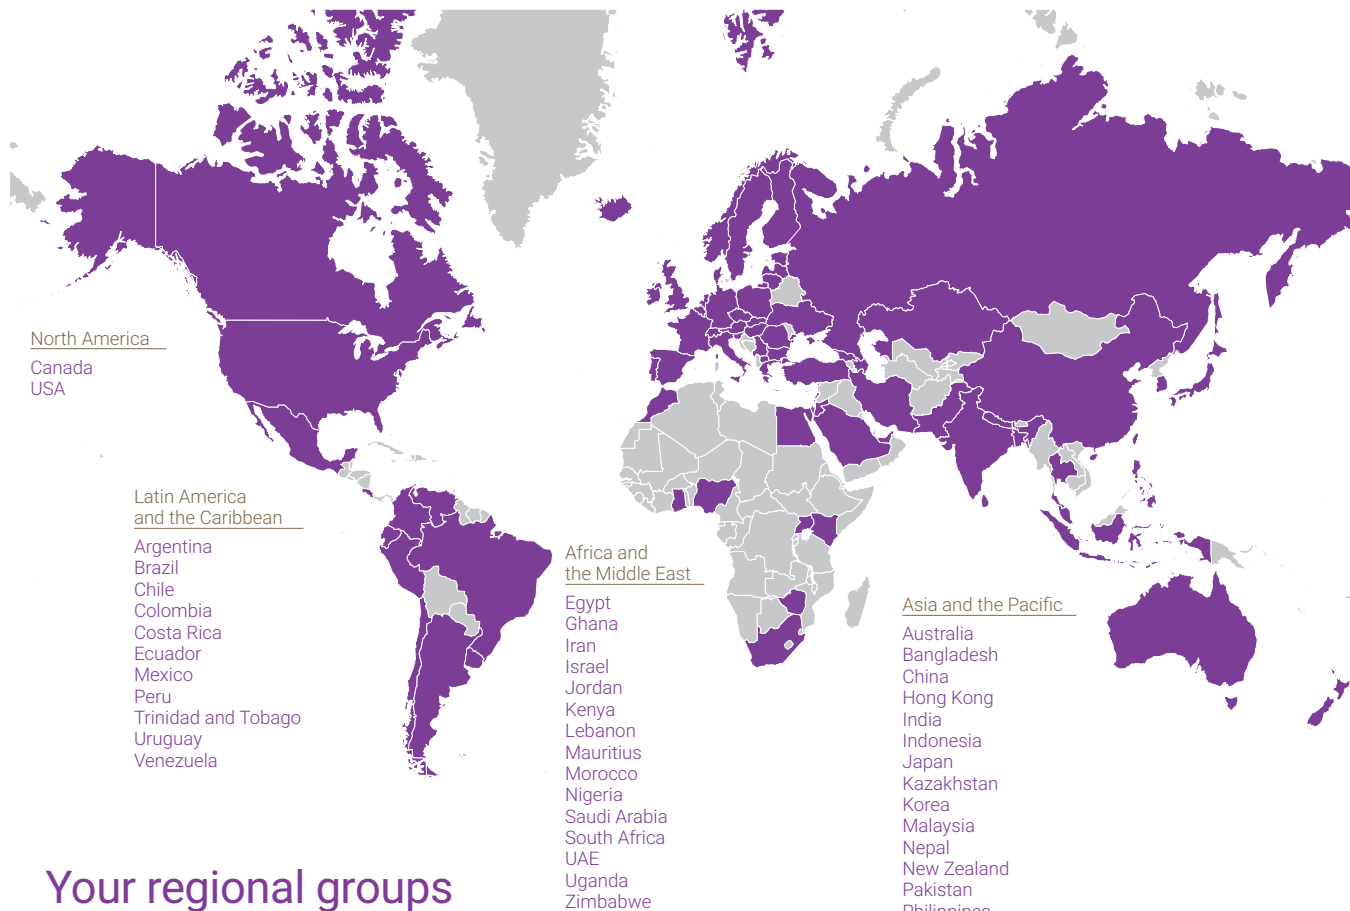 North America
Canada
USA
Latin America
and the Caribbean
Argentina
Brazil
Chile
Colombia
Costa Rica
Ecuador
Mexico
Peru
Trinidad and Tobago
Uruguay
Venezuela
Africa and
the Middle East
Egypt
Ghana
Iran
Israel
Jordan
Kenya
Lebanon
Mauritius
Morocco
Nigeria
Saudi Arabia
South Africa
UAE
Uganda
Zimbabwe
Asia and the Pacific
Australia
Bangladesh
China
Hong Kong
India
Indonesia
Japan
Kazakhstan
Korea
Malaysia
Nepal
New Zealand
Pakistan
Philippines
Your regional groups